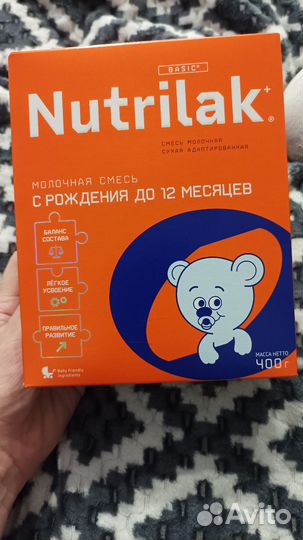 BASIC+
Nutrilak+®
СМЕСЬ МОЛОЧНАЯ
СУХАЯ АДАПТИРОВАННАЯ
МОЛОЧНАЯ СМЕСЬ
С РОЖДЕНИЯ ДО 12 МЕСЯЦЕВ
БАЛАНС
СОСТАВА
ЛЁГКОЕ
УСВОЕНИЕ
ПРАВИЛЬНОЕ
РАЗВИТИЕ
Baby friendly
ingredients
МАССА НЕТТО
400 г
Avito